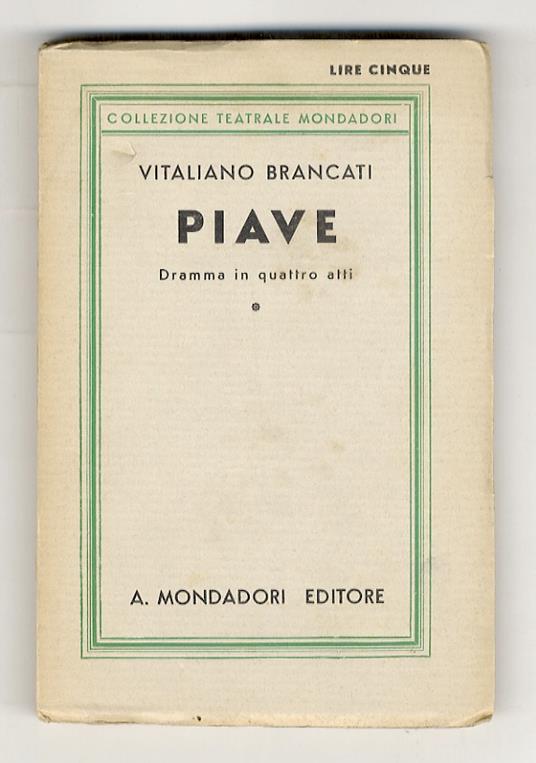 LIRE CINQUE
COLLEZIONE TEATRALE MONDADORI
VITALIANO BRANCATI
PIAVE
Dramma in quattro atti
A. MONDADORI EDITORE